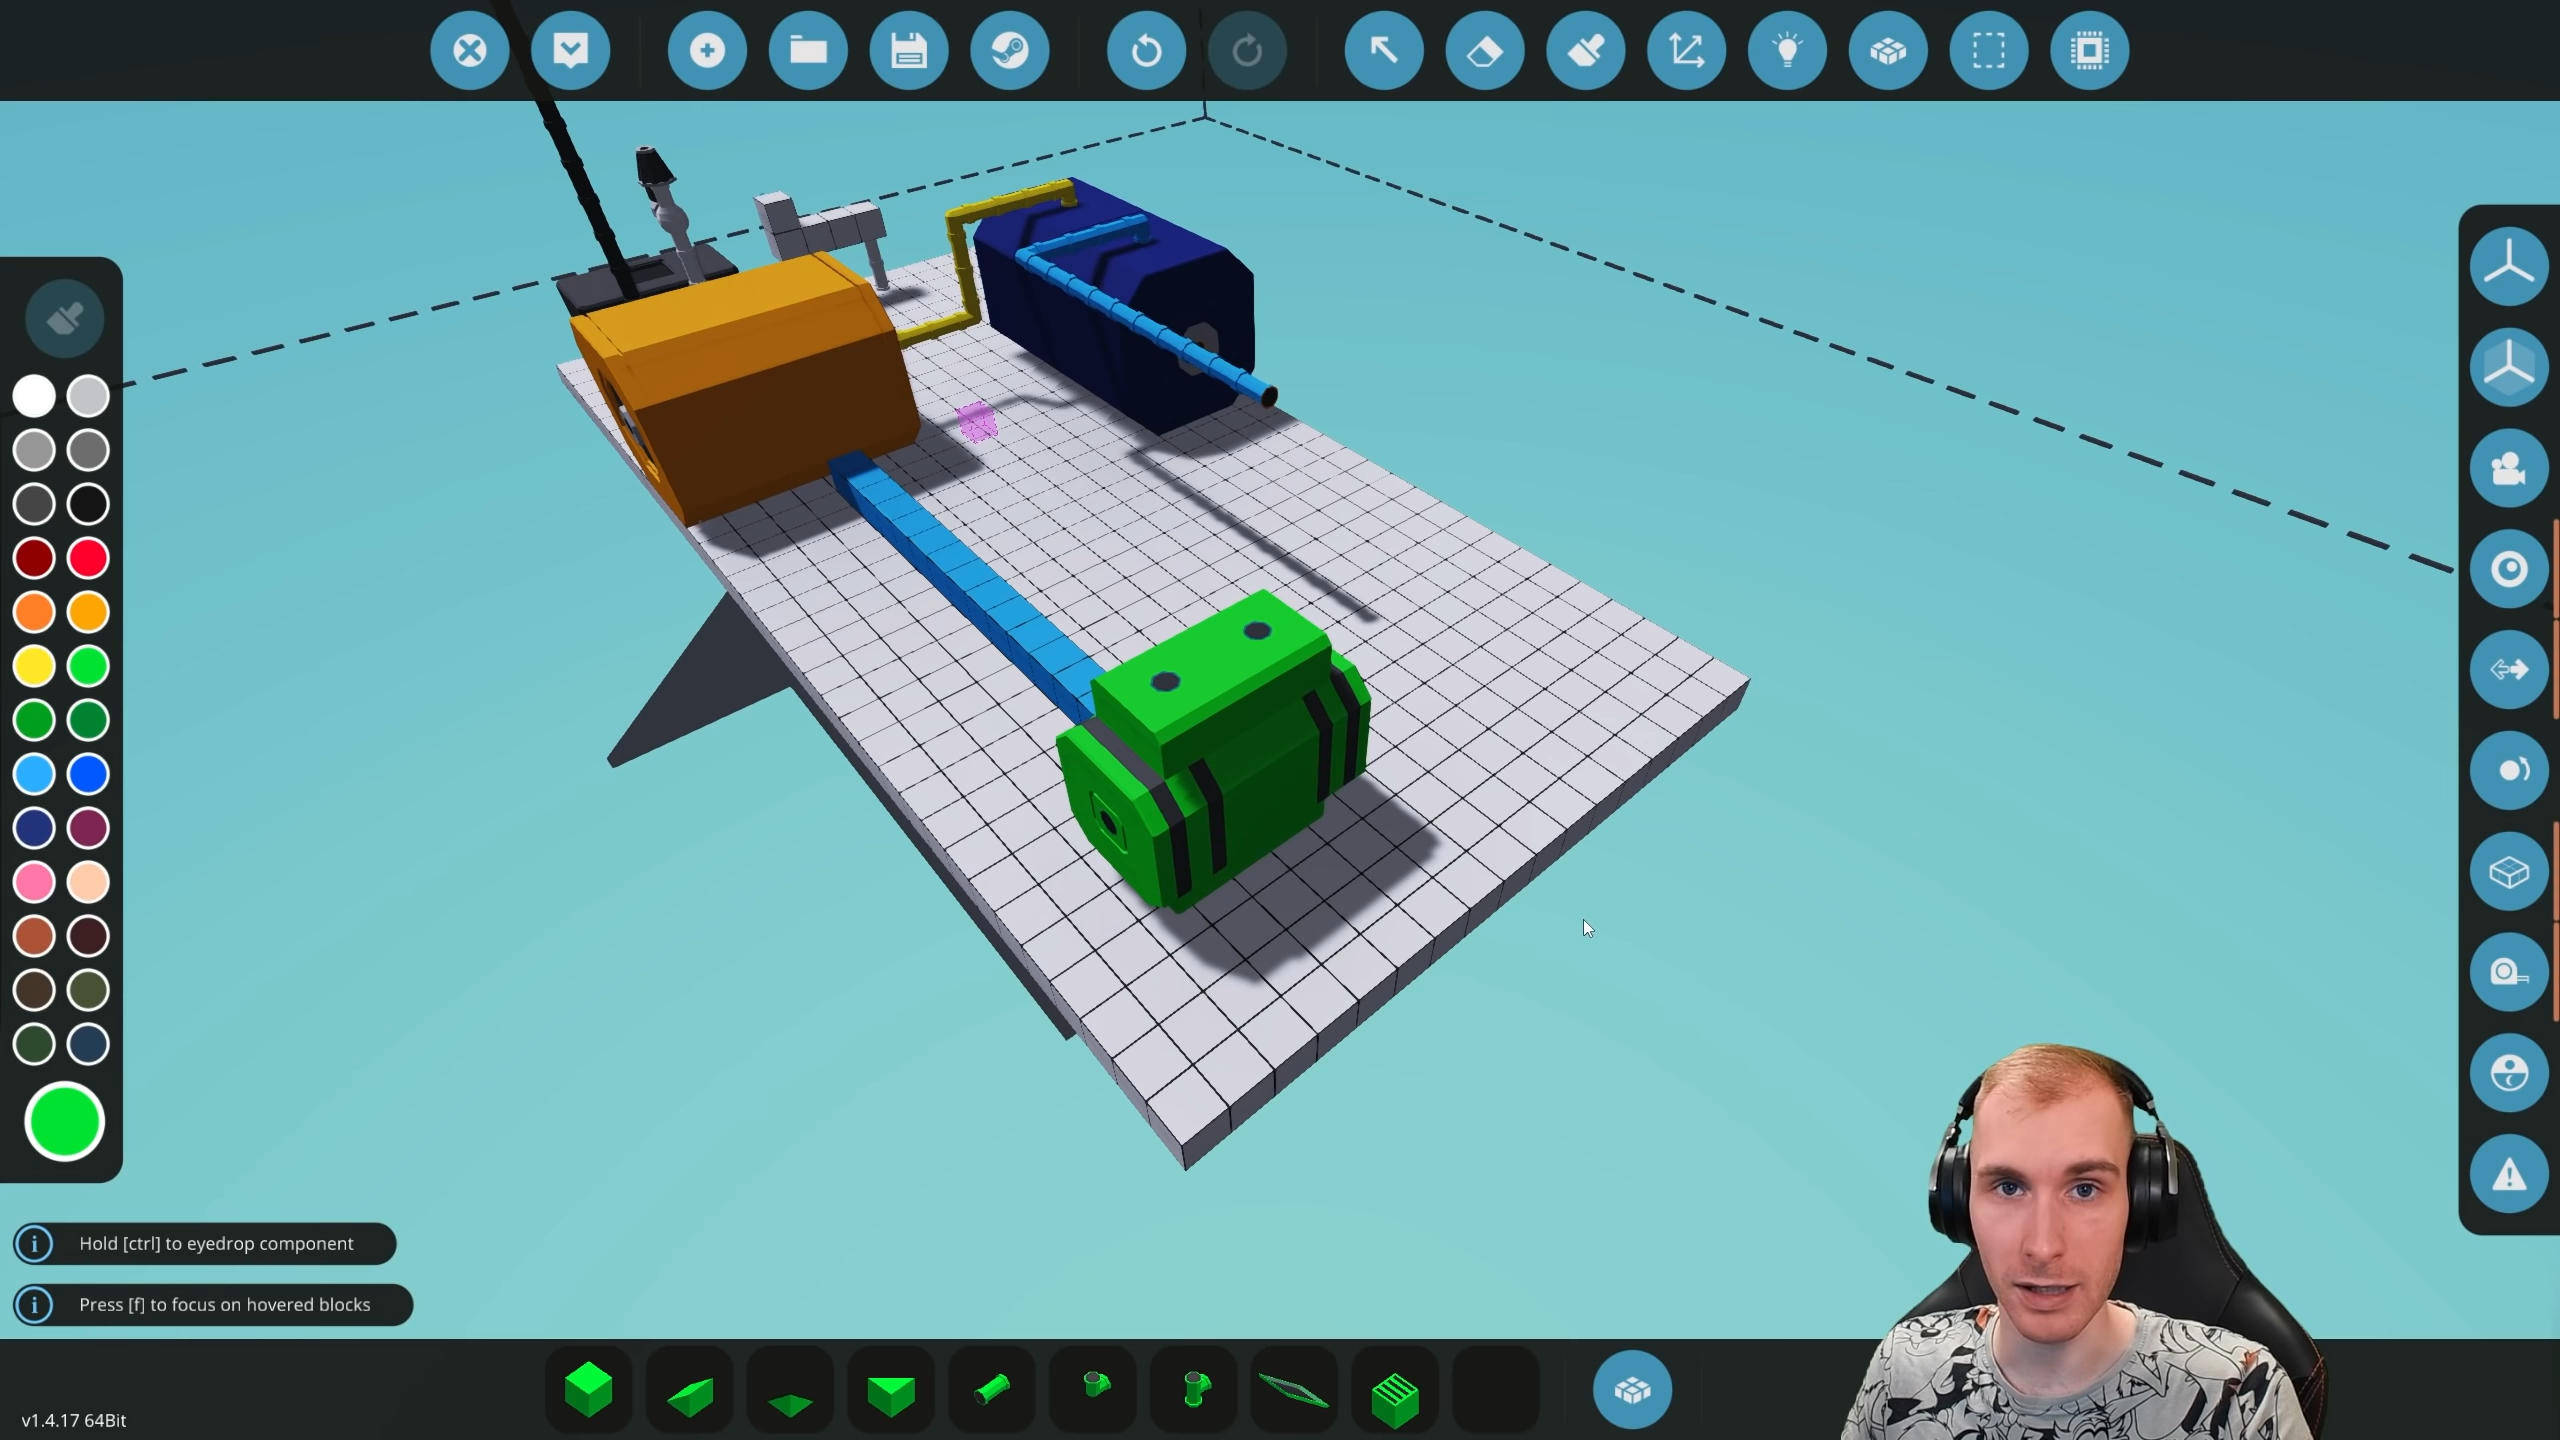 Hold [ctrl] to eyedrop component
Press [f] to focus on hovered blocks
v1.4.17 64Bit